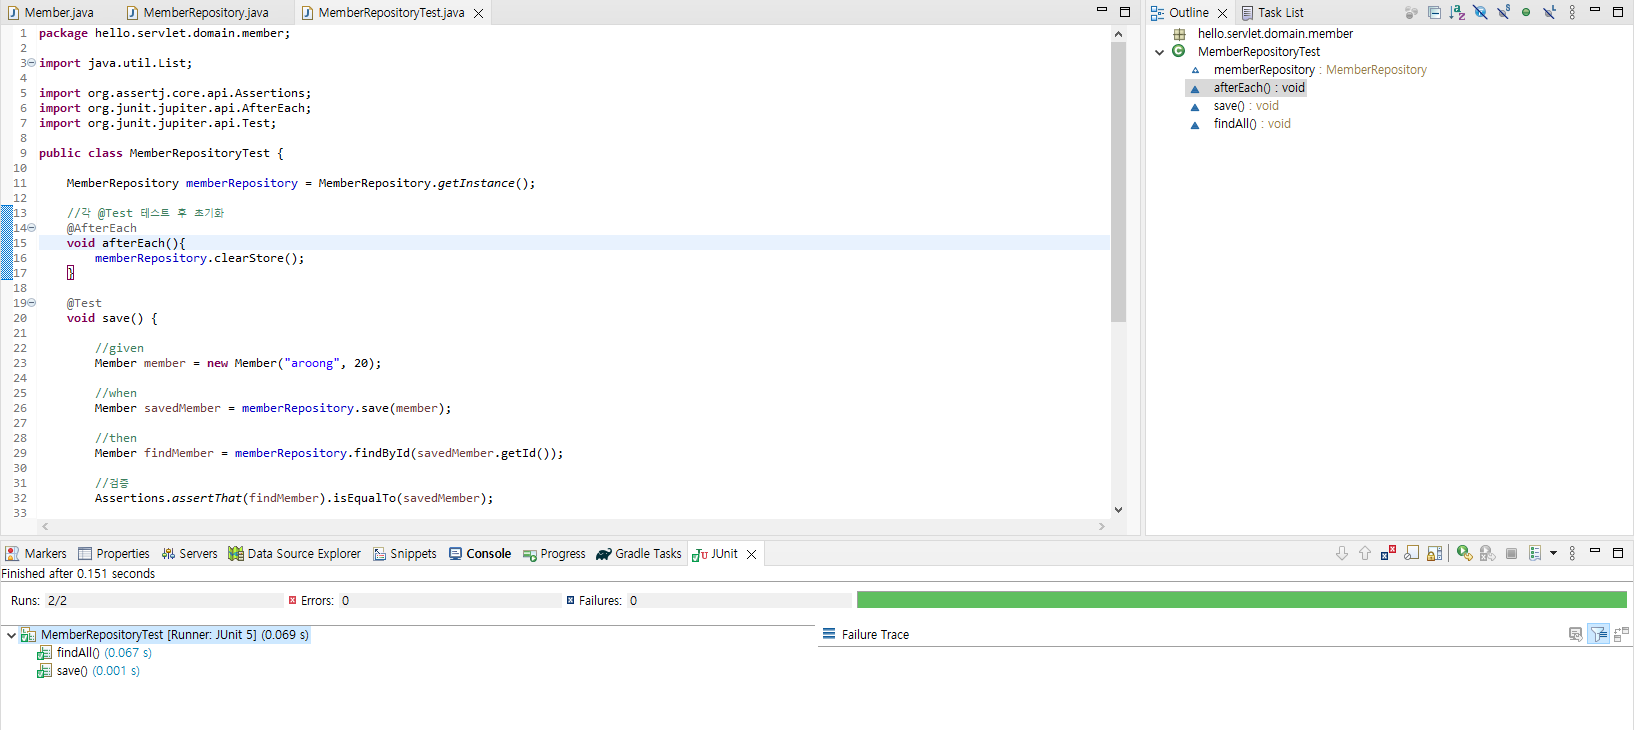 Member.java
MemberRepository.java
MemberRepositoryTest.java
1 package hello.servlet.domain.member;
2
3 import java.util.List;
4
5 import org.assertj.core.api.Assertions;
6 import org.junit.jupiter.api.AfterEach;
7 import org.junit.jupiter.api.Test;
8
9 public class MemberRepositoryTest {
10
11 MemberRepository memberRepository = MemberRepository.getInstance();
12
13 //각 @Test 테스트 후 초기화
14 @AfterEach
15 void afterEach(){
16 memberRepository.clearStore();
17 }
18
19 @Test
20 void save() {
21
22 //given
23 Member member = new Member("aroong", 20);
24
25 //when
26 Member savedMember = memberRepository.save(member);
27
28 //then
29 Member findMember = memberRepository.findById(savedMember.getId());
30
31 //검증
32 Assertions.assertThat(findMember).isEqualTo(savedMember);
33
Outline
Task List
hello.servlet.domain.member
MemberRepositoryTest
memberRepository : MemberRepository
afterEach() : void
save() : void
findAll() : void
Markers
Properties
Servers
Data Source Explorer
Snippets
Console
Progress
Gradle Tasks
JUnit
Finished after 0.151 seconds
Runs: 2/2
Errors: 0
Failures: 0
MemberRepositoryTest [Runner: JUnit 5] (0.069 s)
findAll() (0.067 s)
save() (0.001 s)
Failure Trace